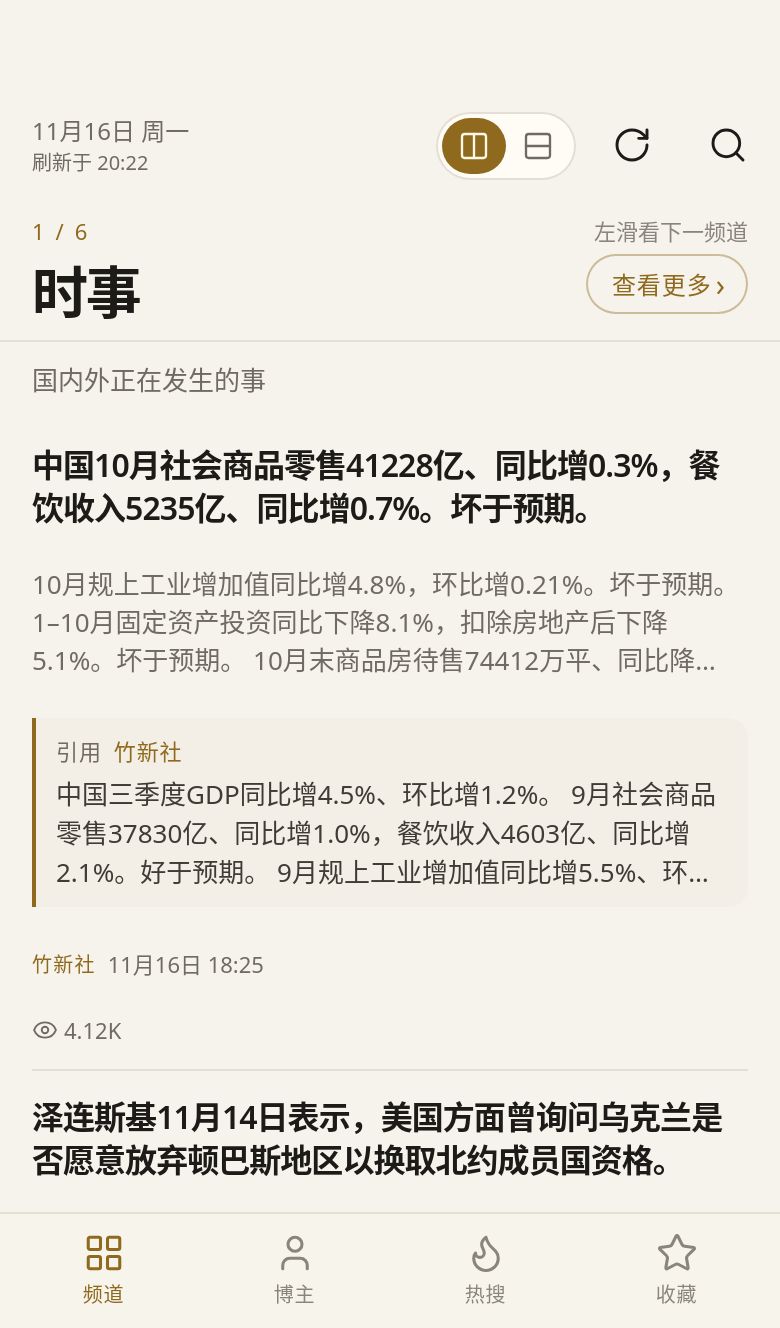 11月16日 周一
刷新于 20:22
1 / 6
左滑看下一频道
时事
查看更多 ›
国内外正在发生的事
中国10月社会商品零售41228亿、同比增0.3%，餐
饮收入5235亿、同比增0.7%。坏于预期。
10月规上工业增加值同比增4.8%，环比增0.21%。坏于预期。
1–10月固定资产投资同比下降8.1%，扣除房地产后下降
5.1%。坏于预期。 10月末商品房待售74412万平、同比降...
引用 竹新社
中国三季度GDP同比增4.5%、环比增1.2%。 9月社会商品
零售37830亿、同比增1.0%，餐饮收入4603亿、同比增
2.1%。好于预期。 9月规上工业增加值同比增5.5%、环...
竹新社 11月16日 18:25
4.12K
泽连斯基11月14日表示，美国方面曾询问乌克兰是
否愿意放弃顿巴斯地区以换取北约成员国资格。
频道
博主
热搜
收藏